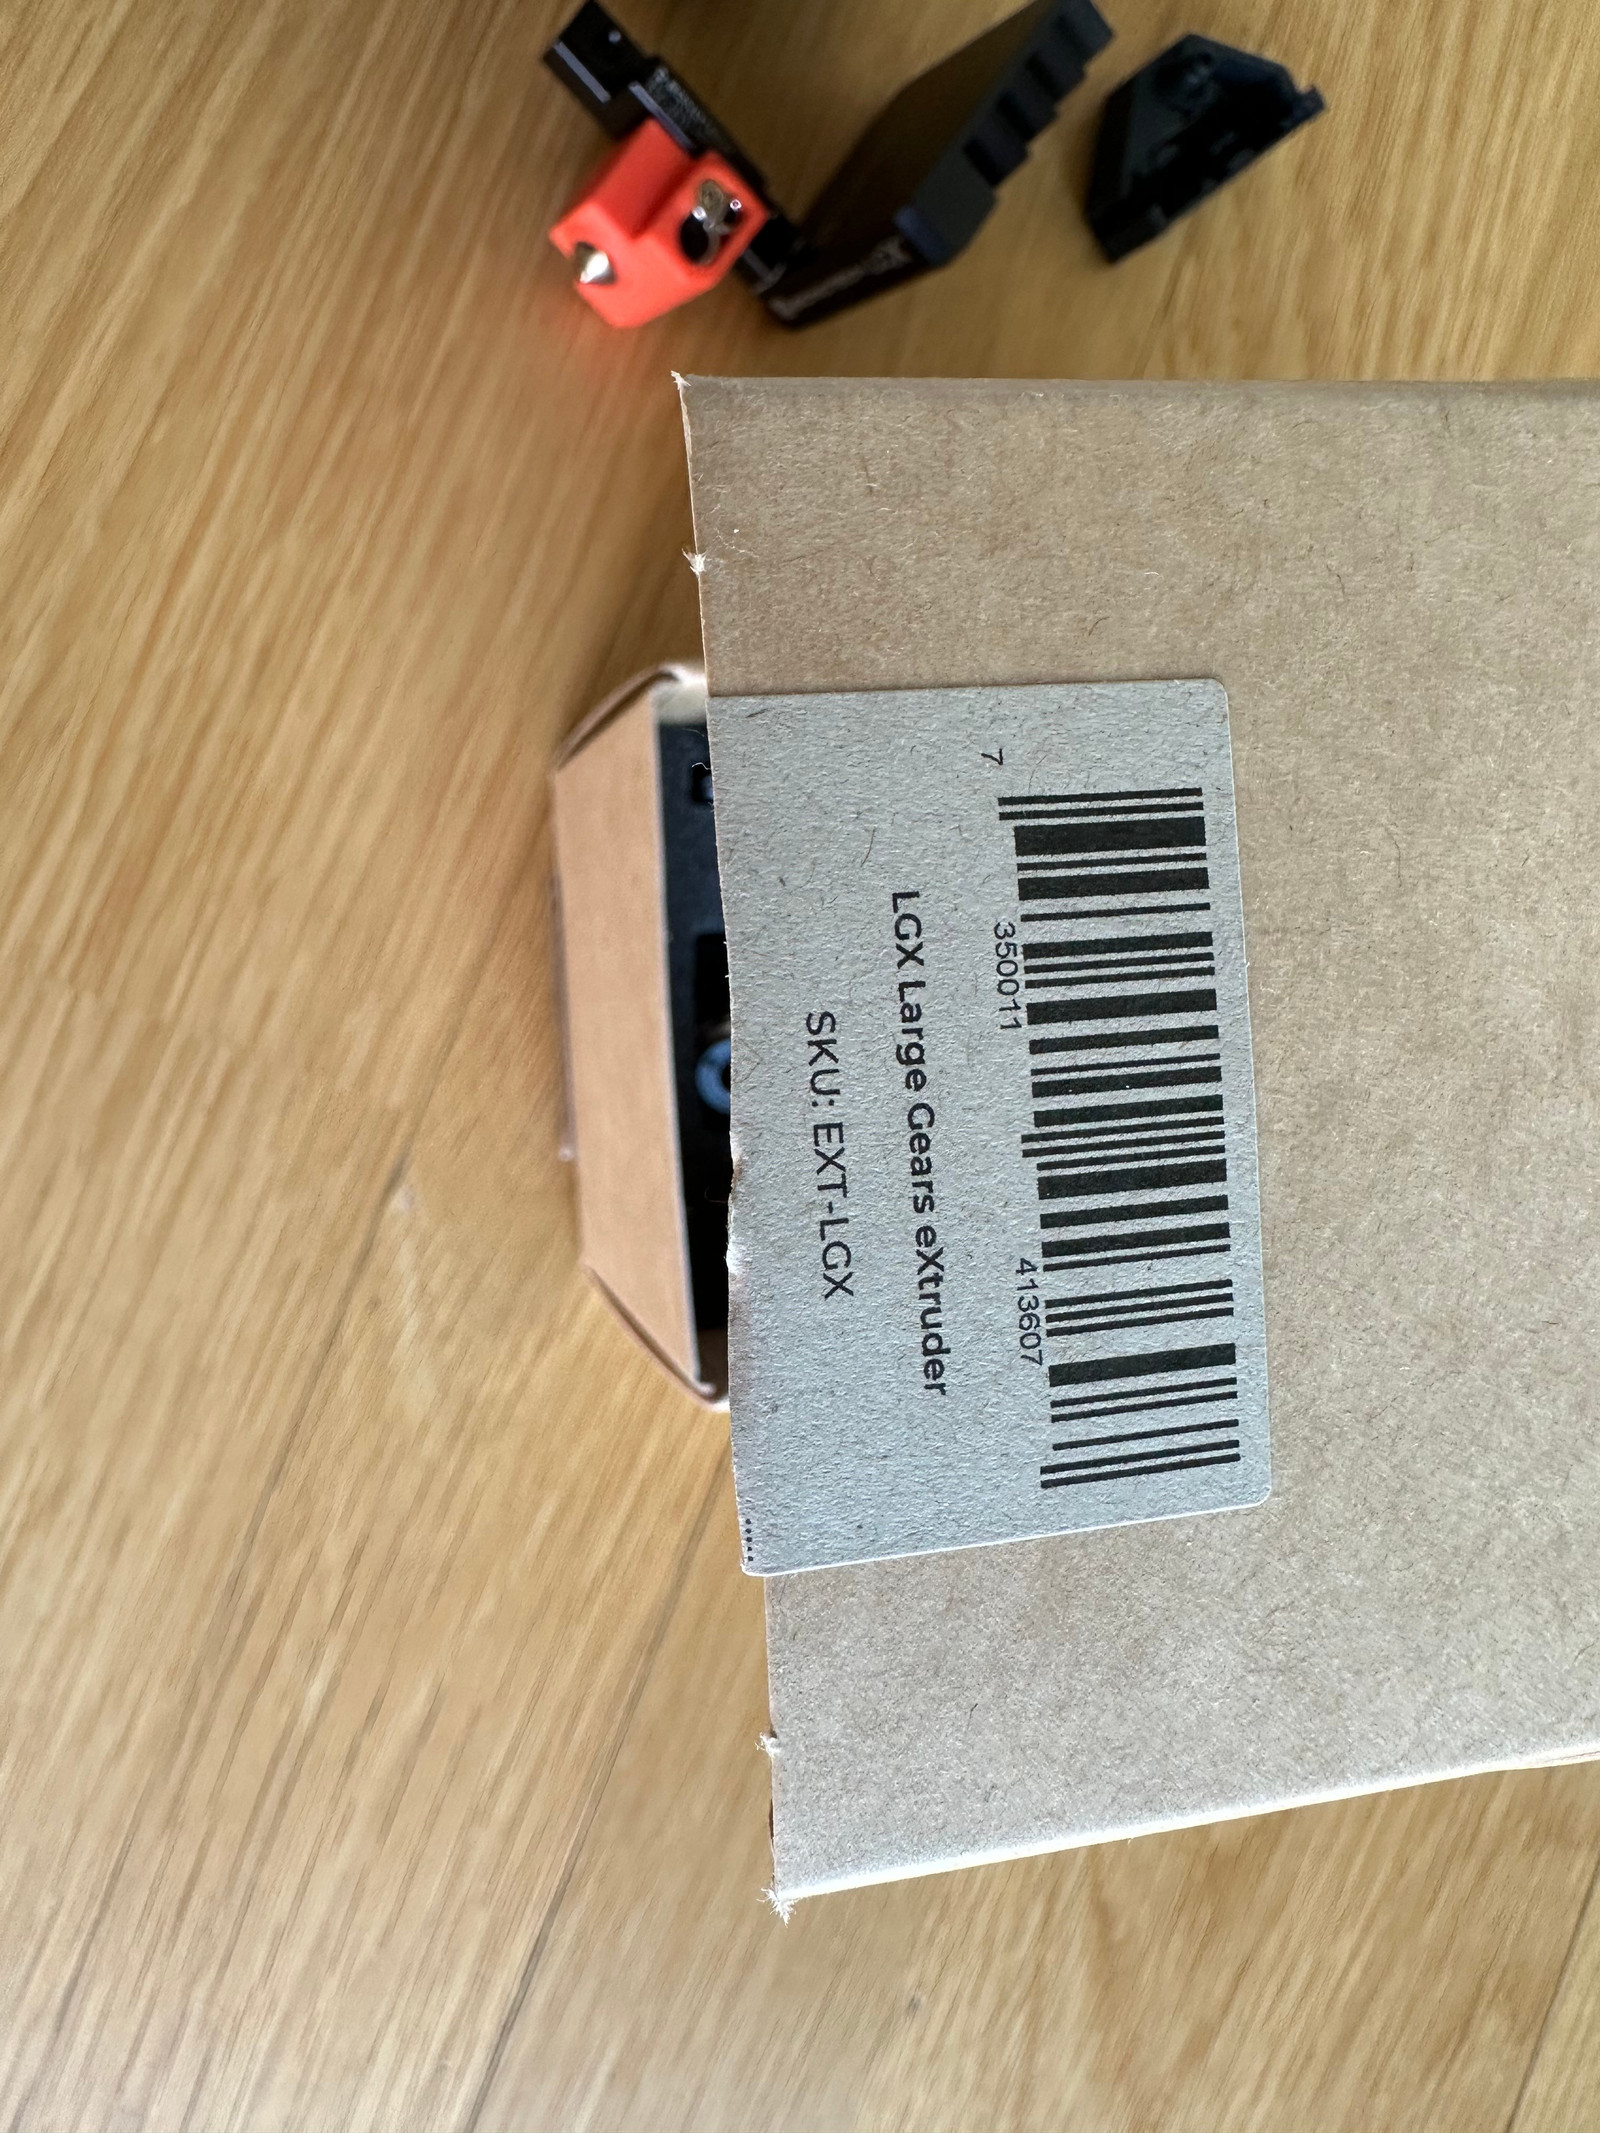 7 350011 413607
LGX Large Gears eXtruder
SKU: EXT-LGX